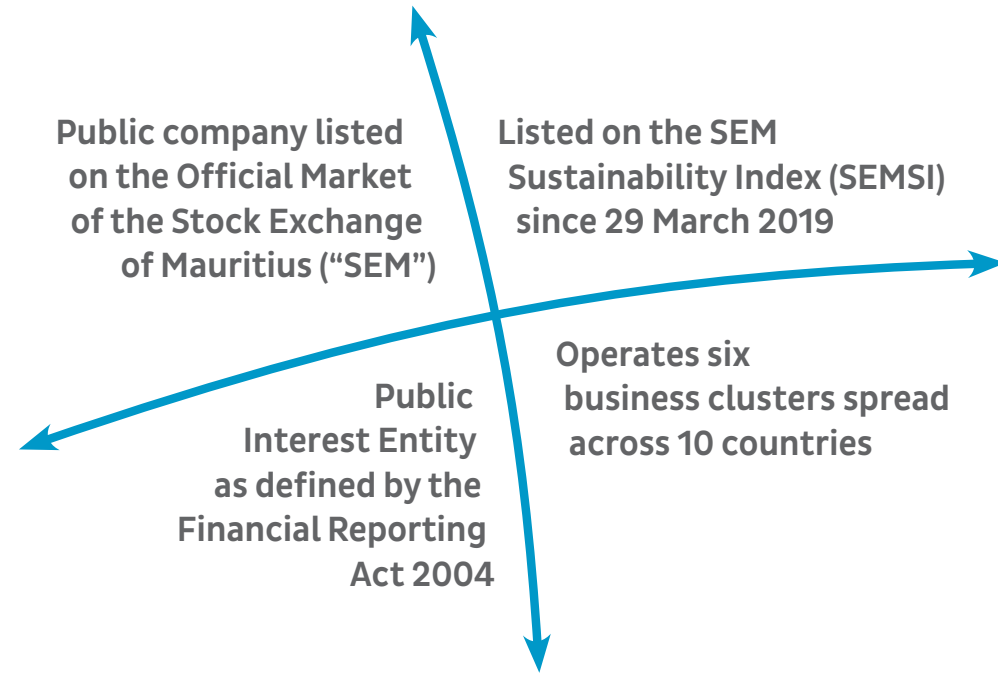 Public company listed
on the Official Market
of the Stock Exchange
of Mauritius (“SEM”)
Listed on the SEM
Sustainability Index (SEMSI)
since 29 March 2019
Public
Interest Entity
as defined by the
Financial Reporting
Act 2004
Operates six
business clusters spread
across 10 countries